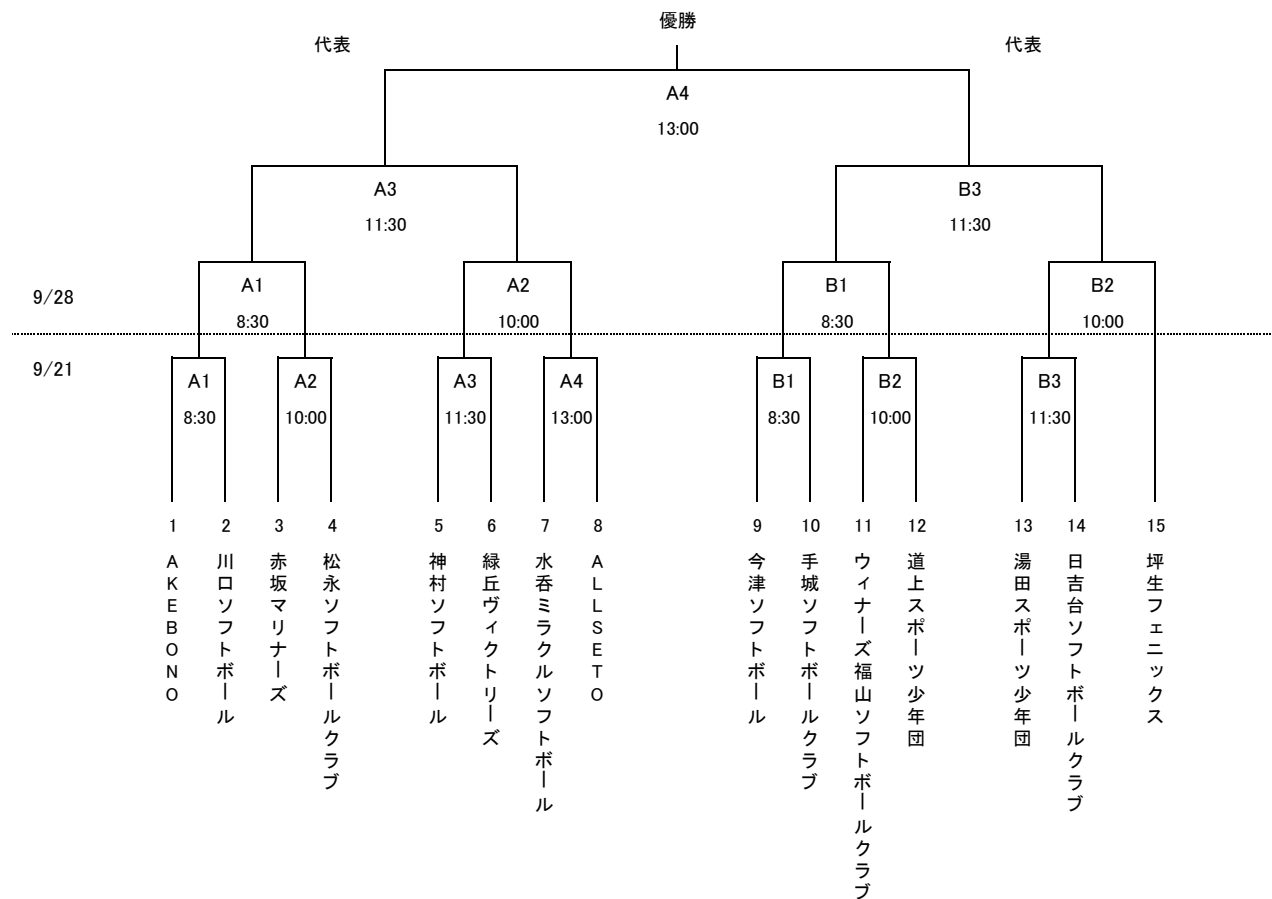 優勝
代表
代表
A4
13:00
A3
11:30
B3
11:30
9/28
A1
8:30
A2
10:00
B1
8:30
B2
10:00
9/21
A1
8:30
A2
10:00
A3
11:30
A4
13:00
B1
8:30
B2
10:00
B3
11:30
1
AKEBONO
2
川口ソフトボール
3
赤坂マリナーズ
4
松永ソフトボールクラブ
5
神村ソフトボール
6
緑丘ヴィクトリーズ
7
水呑ミラクルソフトボール
8
ALLSETO
9
今津ソフトボール
10
手城ソフトボールクラブ
11
ウィナーズ福山ソフトボールクラブ
12
道上スポーツ少年団
13
湯田スポーツ少年団
14
日吉台ソフトボールクラブ
15
坪生フェニックス